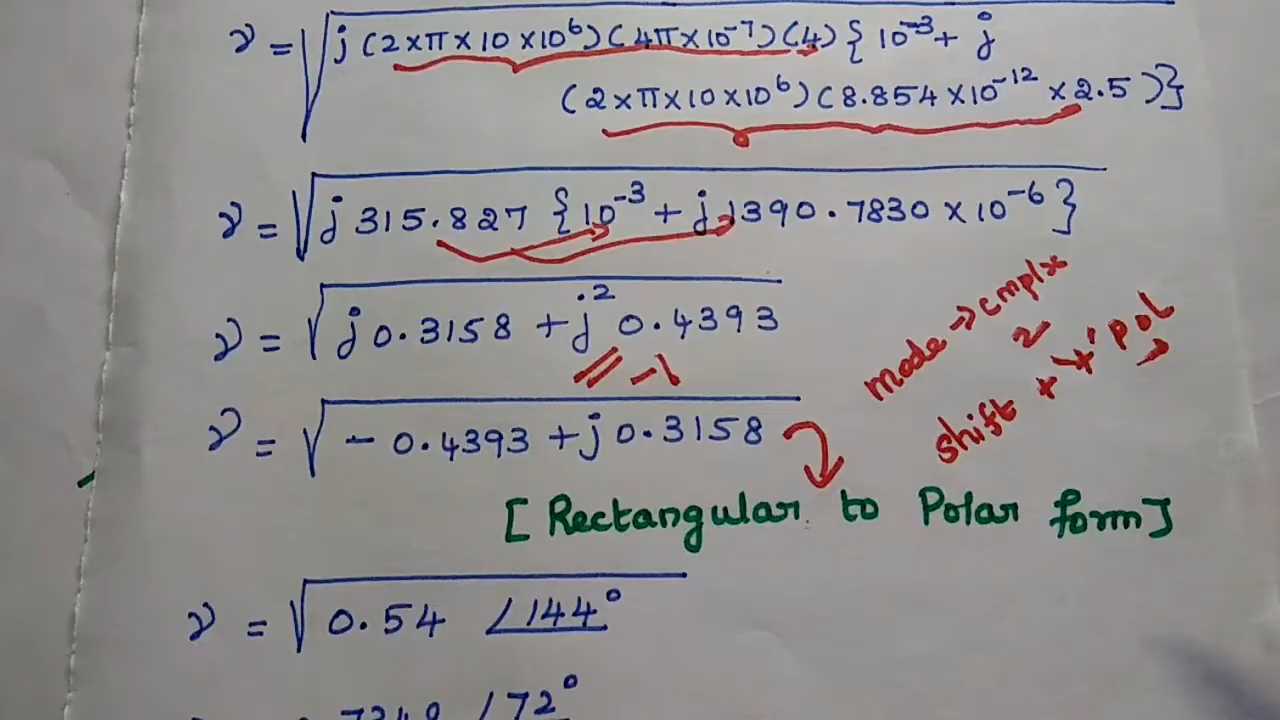 𝜈 = √j (2×π×10×10⁶)(4π×10⁻⁷)(4){ 10⁻³ + j
(2×π×10×10⁶)(8.854×10⁻¹² ×2.5)}
𝜈 = √j 315.827 {10⁻³ + j 1390.7830 × 10⁻⁶}
𝜈 = √j 0.3158 + j² 0.4393
-1
mode → cmplx
2
𝜈 = √-0.4393 + j 0.3158
shift + '+' pol
[Rectangular to Polar form]
𝜈 = √0.54 ∠144°
∠72°